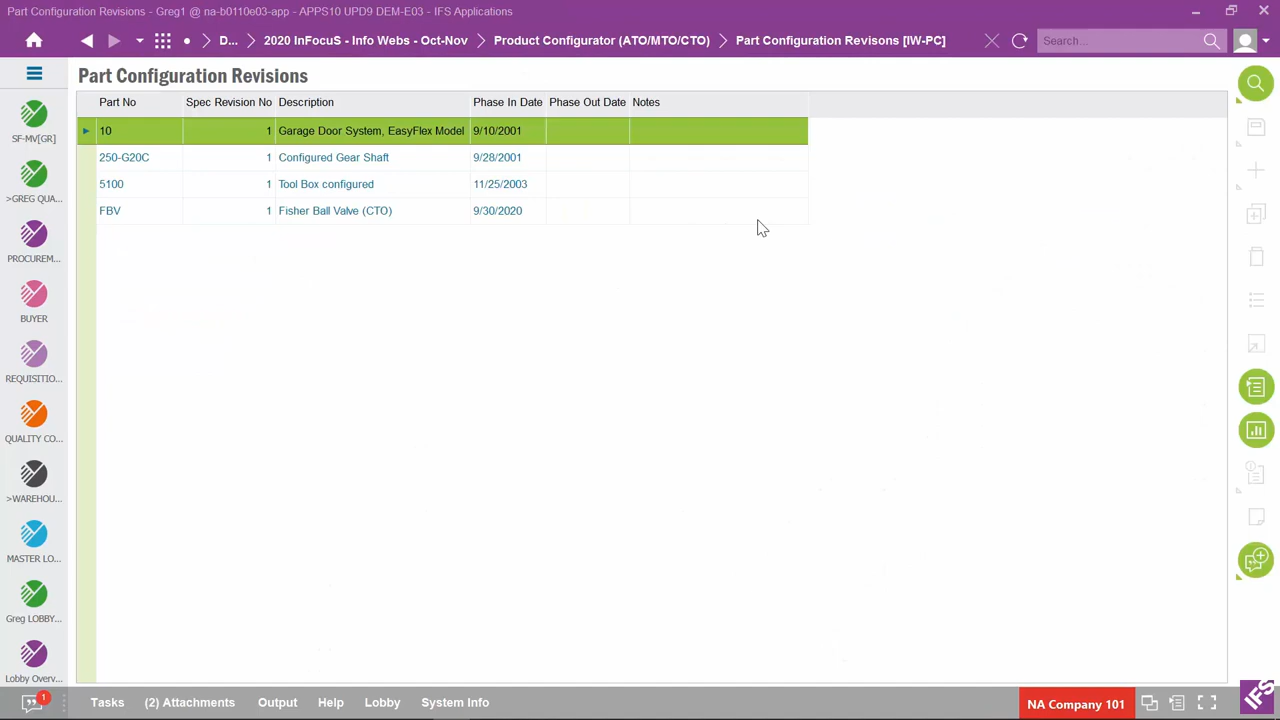 Part Configuration Revisions - Greg1 @ na-b0110e03-app - APPS10 UPD9 DEM-E03 - IFS Applications
D... 2020 InFocuS - Info Webs - Oct-Nov Product Configurator (ATO/MTO/CTO) Part Configuration Revisons [IW-PC] Search...
Part Configuration Revisions
Part No Spec Revision No Description Phase In Date Phase Out Date Notes
10 1 Garage Door System, EasyFlex Model 9/10/2001
250-G20C 1 Configured Gear Shaft 9/28/2001
5100 1 Tool Box configured 11/25/2003
FBV 1 Fisher Ball Valve (CTO) 9/30/2020
SF-MV[GR]
>GREG QUA...
PROCUREM...
BUYER
REQUISITIO...
QUALITY CO...
>WAREHOU...
MASTER LO...
Greg LOBBY...
Lobby Overv...
1
Tasks (2) Attachments Output Help Lobby System Info NA Company 101 IFS